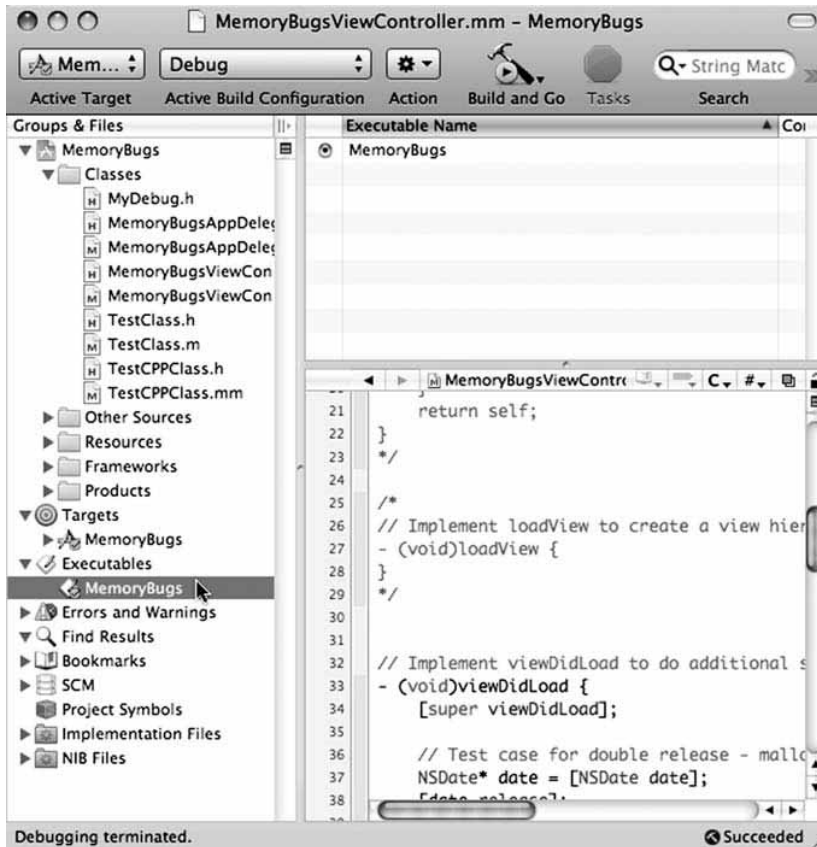 MemoryBugsViewController.mm – MemoryBugs
Mem...
Debug
String Matc
Active Target
Active Build Configuration
Action
Build and Go
Tasks
Search
Groups & Files
MemoryBugs
Classes
MyDebug.h
MemoryBugsAppDeleg
MemoryBugsAppDeleg
MemoryBugsViewCon
MemoryBugsViewCon
TestClass.h
TestClass.m
TestCPPClass.h
TestCPPClass.mm
Other Sources
Resources
Frameworks
Products
Targets
MemoryBugs
Executables
MemoryBugs
Errors and Warnings
Find Results
Bookmarks
SCM
Project Symbols
Implementation Files
NIB Files
Executable Name
Co
MemoryBugs
MemoryBugsViewContr
C
#
21 return self;
22 }
23 */
24
25 /*
26 // Implement loadView to create a view hier
27 - (void)loadView {
28 }
29 */
30
31
32 // Implement viewDidLoad to do additional s
33 - (void)viewDidLoad {
34 [super viewDidLoad];
35
36 // Test case for double release - mallo
37 NSDate* date = [NSDate date];
38 [date release];
Debugging terminated.
Succeeded